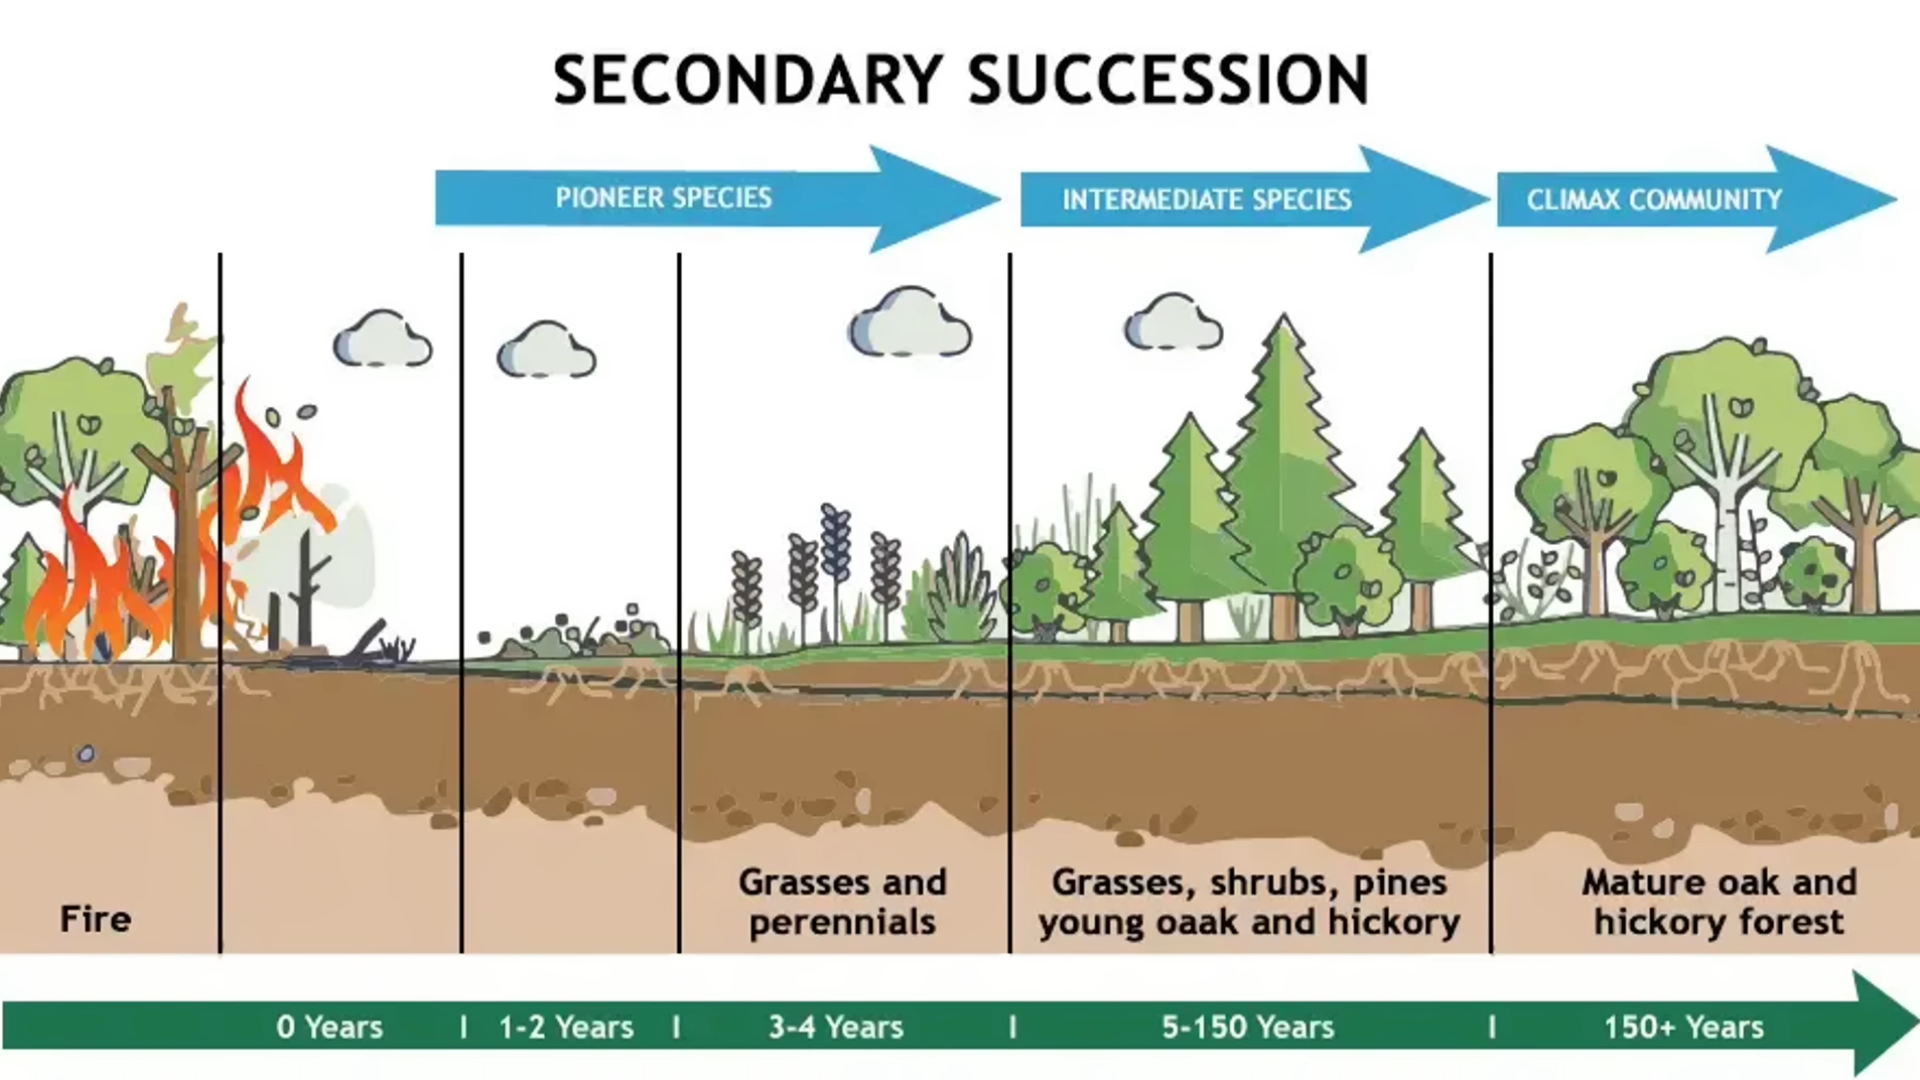 SECONDARY SUCCESSION
PIONEER SPECIES
INTERMEDIATE SPECIES
CLIMAX COMMUNITY
Fire
Grasses and
perennials
Grasses, shrubs, pines
young oaak and hickory
Mature oak and
hickory forest
0 Years | 1-2 Years | 3-4 Years | 5-150 Years | 150+ Years